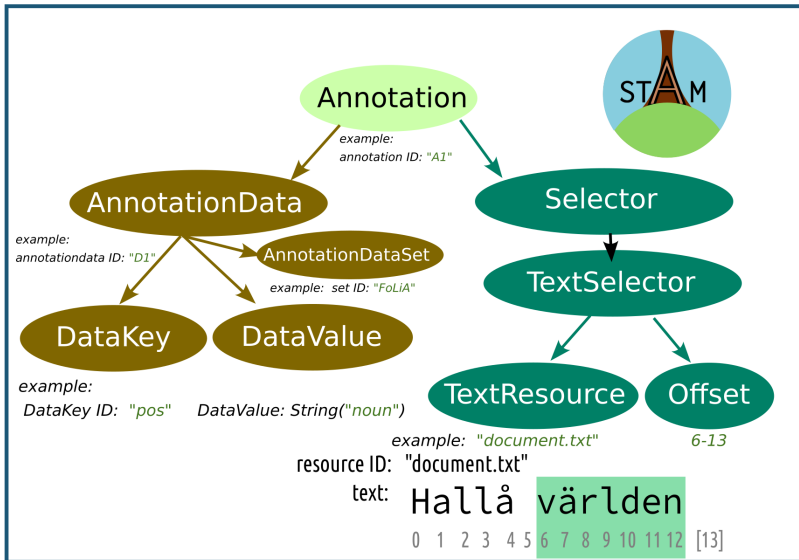 STAM
Annotation
example:
annotation ID: "A1"
AnnotationData
Selector
example:
annotationdata ID: "D1"
AnnotationDataSet
example: set ID: "FoLiA"
TextSelector
DataKey
DataValue
example:
DataKey ID: "pos" DataValue: String("noun")
TextResource
Offset
example: "document.txt"
6-13
resource ID: "document.txt"
text: Hallå världen
0 1 2 3 4 5 6 7 8 9 10 11 12 [13]